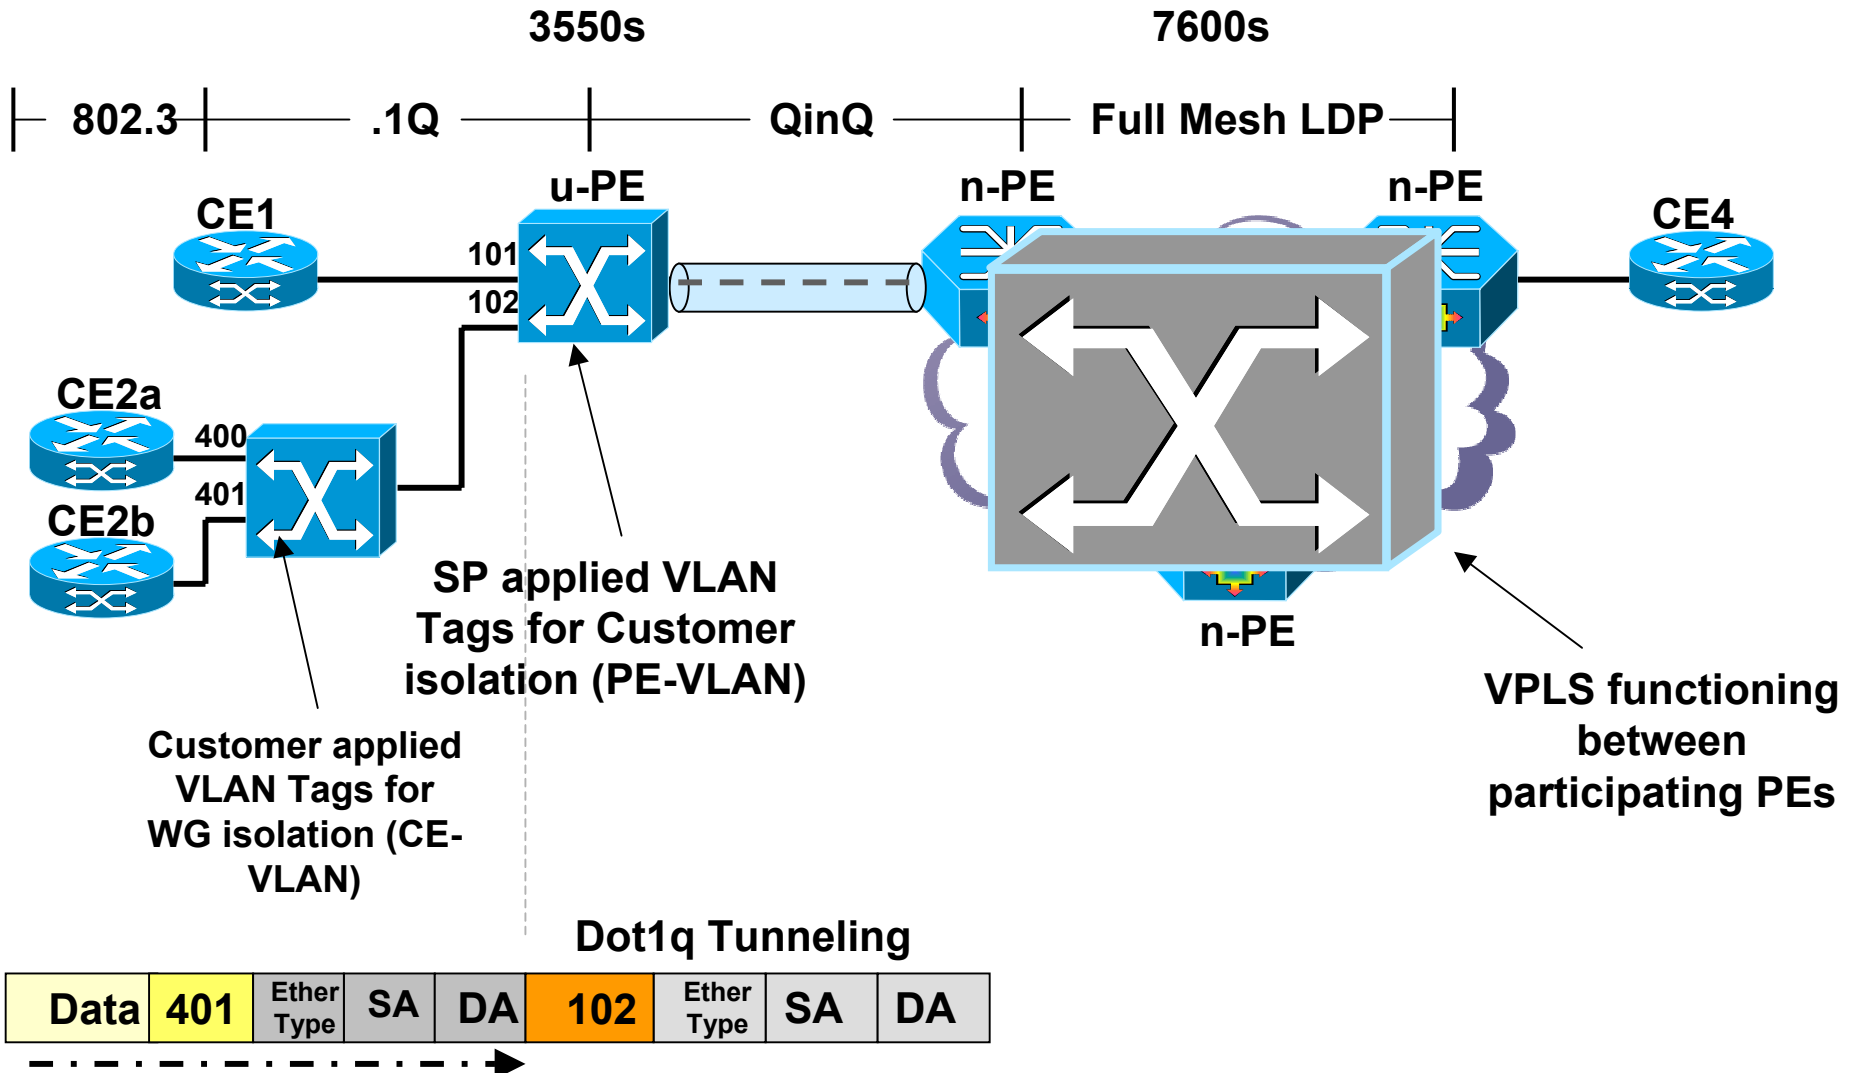 3550s
7600s
802.3
.1Q
QinQ
Full Mesh LDP
u-PE
n-PE
n-PE
CE1
CE4
101
102
CE2a
400
401
CE2b
SP applied VLAN
Tags for Customer
isolation (PE-VLAN)
n-PE
VPLS functioning
between
participating PEs
Customer applied
VLAN Tags for
WG isolation (CE-
VLAN)
Dot1q Tunneling
Data
401
Ether
Type
SA
DA
102
Ether
Type
SA
DA